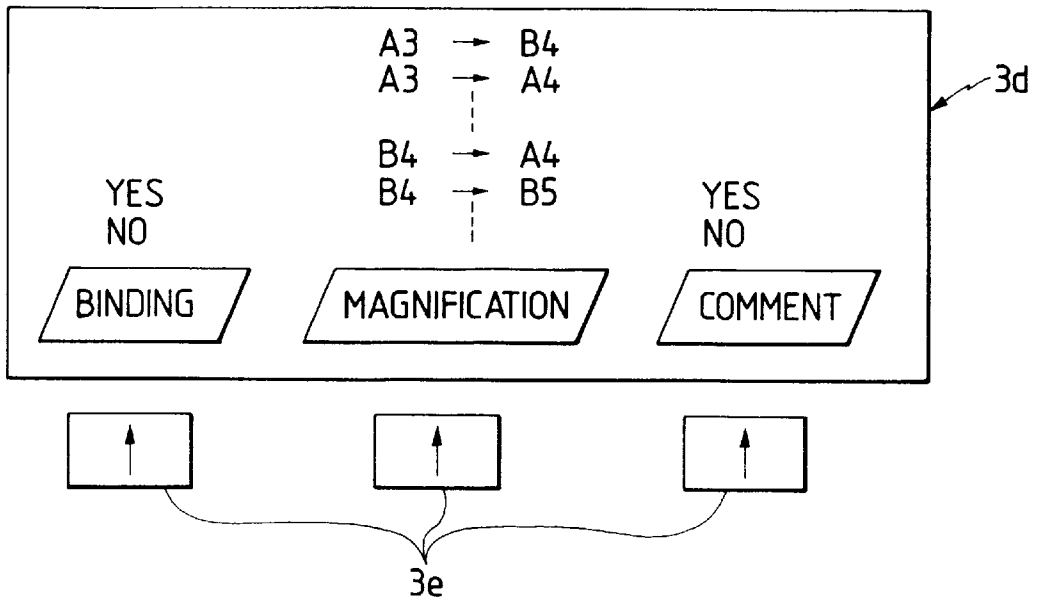 A3 → B4
A3 → A4
3d
B4 → A4
B4 → B5
YES
NO
YES
NO
BINDING
MAGNIFICATION
COMMENT
↑ ↑ ↑
3e